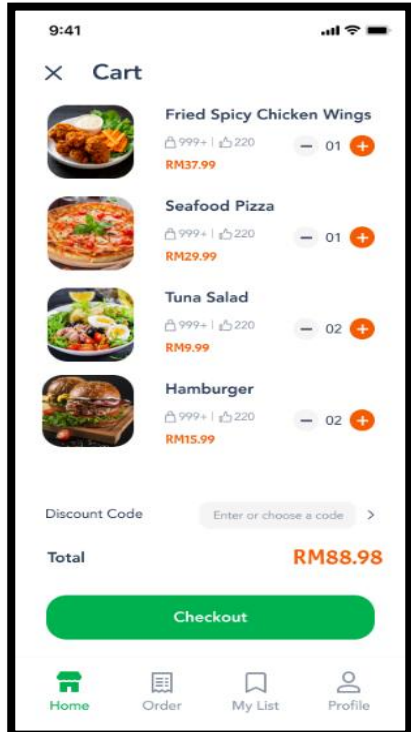 9:41
Cart
Fried Spicy Chicken Wings
999+ | 220
RM37.99
01
Seafood Pizza
999+ | 220
RM29.99
01
Tuna Salad
999+ | 220
RM9.99
02
Hamburger
999+ | 220
RM15.99
02
Discount Code Enter or choose a code
Total RM88.98
Checkout
Home Order My List Profile